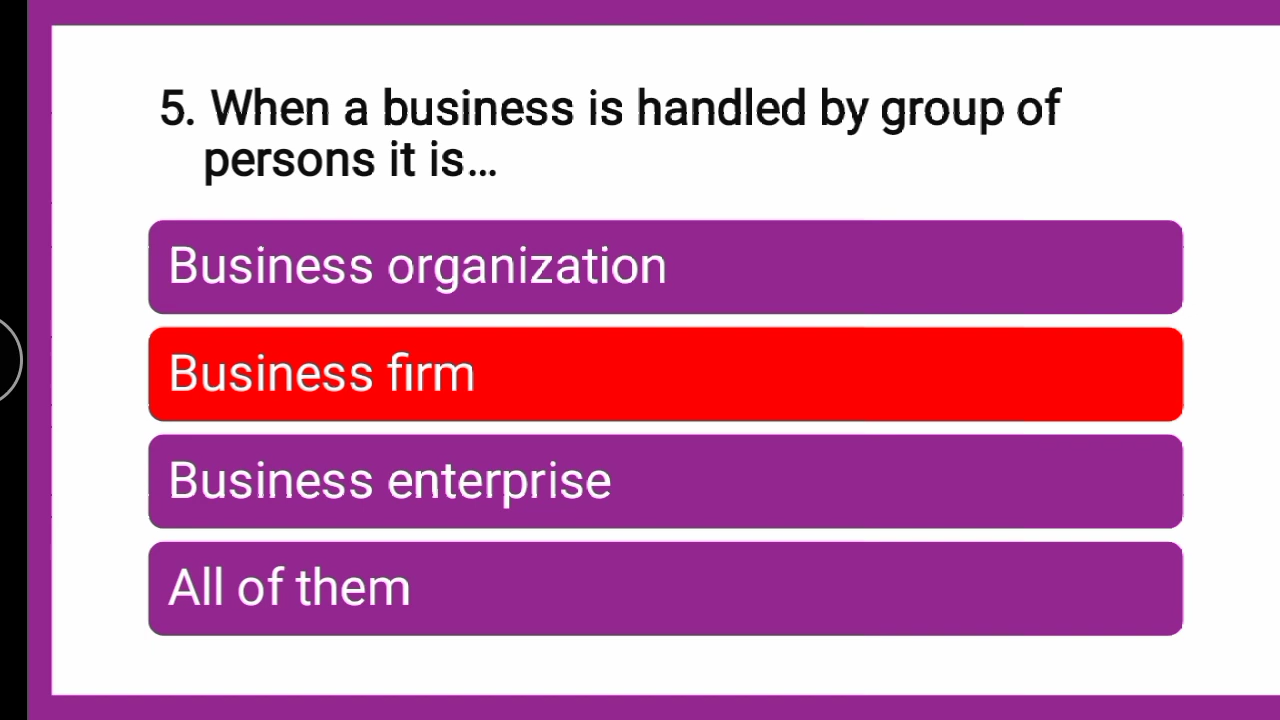 5. When a business is handled by group of
persons it is...
Business organization
Business firm
Business enterprise
All of them